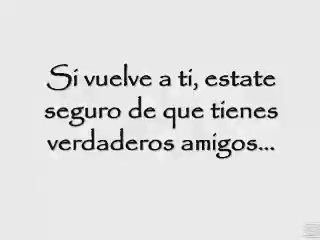 Si vuelve a ti, estate
seguro de que tienes
verdaderos amigos...